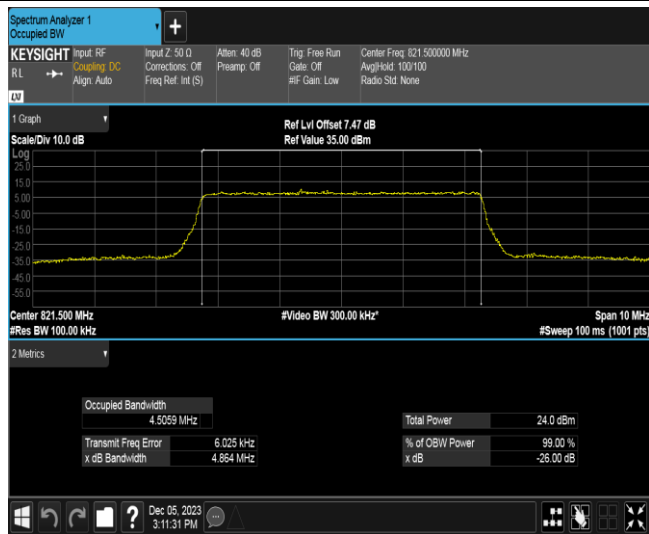 Spectrum Analyzer 1
Occupied BW
+
KEYSIGHT
RL
LXI
Input: RF
Coupling: DC
Align: Auto
Input Z: 50 Ω
Corrections: Off
Freq Ref: Int (S)
Atten: 40 dB
Preamp: Off
Trig: Free Run
Gate: Off
#IF Gain: Low
Center Freq: 821.500000 MHz
Avg|Hold: 100/100
Radio Std: None
1 Graph
Scale/Div 10.0 dB
Ref Lvl Offset 7.47 dB
Ref Value 35.00 dBm
Log
25.0
15.0
5.00
-5.00
-15.0
-25.0
-35.0
-45.0
-55.0
Center 821.500 MHz
#Video BW 300.00 kHz*
Span 10 MHz
#Res BW 100.00 kHz
#Sweep 100 ms (1001 pts)
2 Metrics
Occupied Bandwidth
4.5059 MHz
Transmit Freq Error 6.025 kHz
x dB Bandwidth 4.864 MHz
Total Power 24.0 dBm
% of OBW Power 99.00 %
x dB -26.00 dB
?
Dec 05, 2023
3:11:31 PM